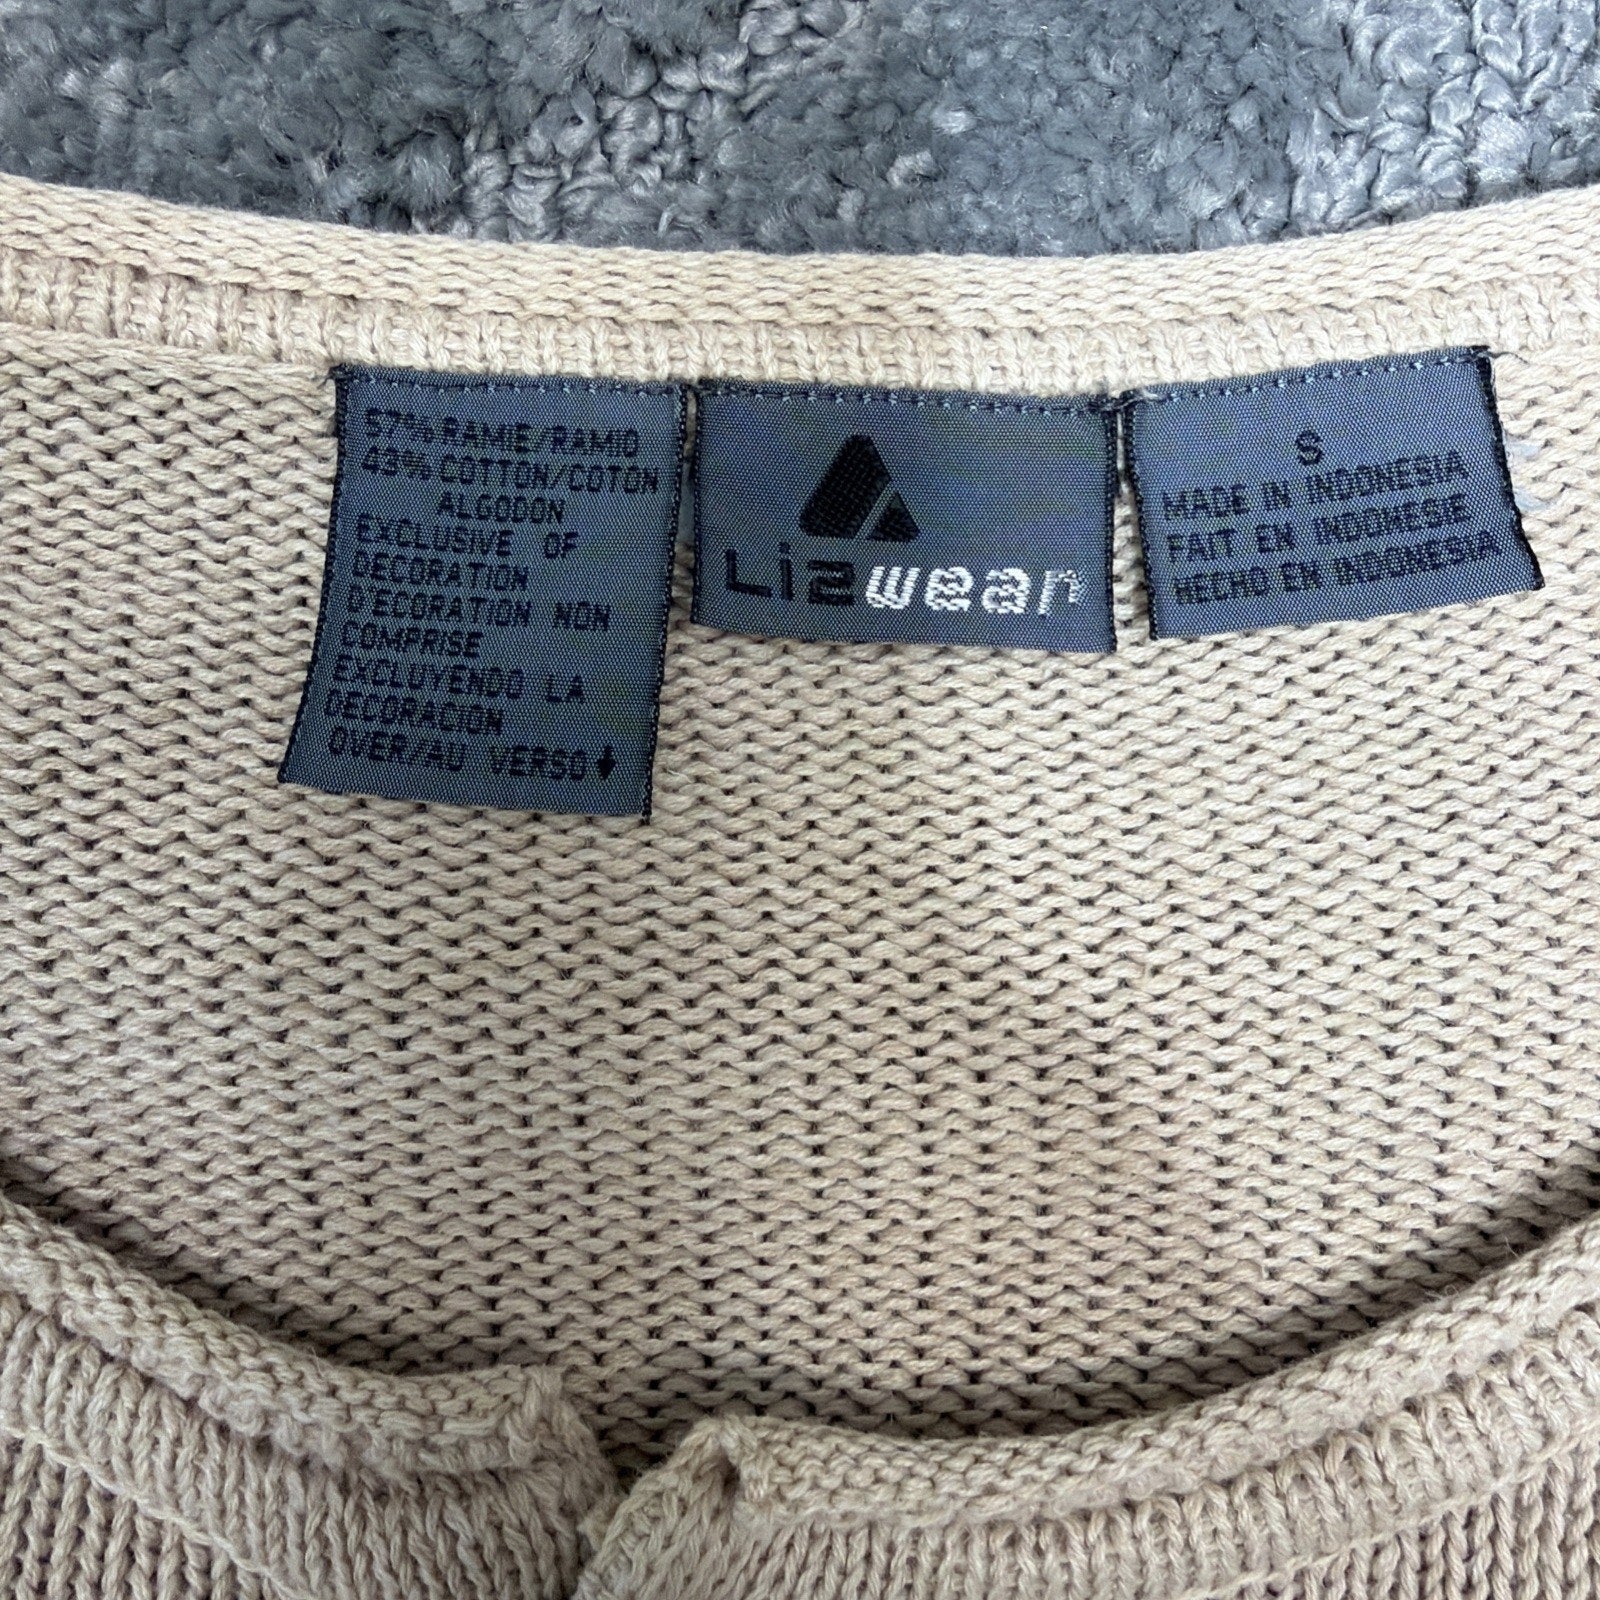 57% RAMIE/RAMIO
43% COTTON/COTON
ALGODON
EXCLUSIVE OF
DECORATION
D'ECORATION NON
COMPRISE
EXCLUYENDO LA
DECORACION
OVER/AU VERSO
Lizwear
S
MADE IN INDONESIA
FAIT EN INDONESIE
HECHO EN INDONESIA